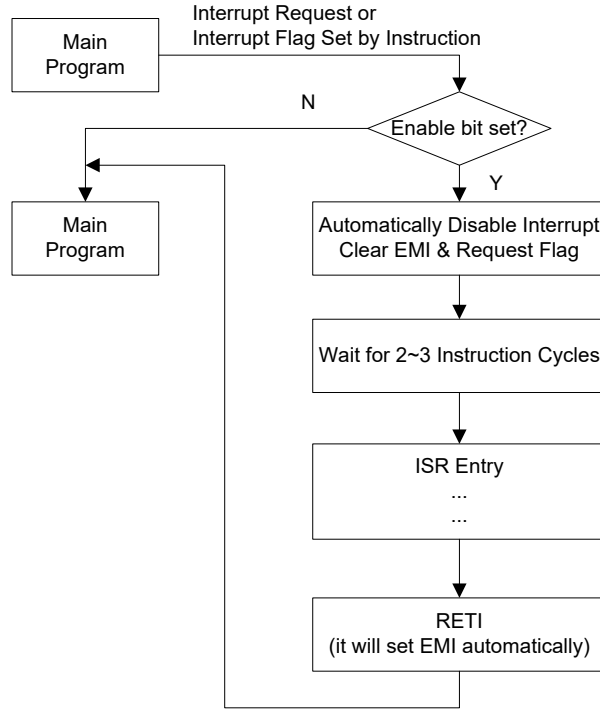 Interrupt Request or
Interrupt Flag Set by Instruction
Main
Program
N
Enable bit set?
Y
Main
Program
Automatically Disable Interrupt
Clear EMI & Request Flag
Wait for 2~3 Instruction Cycles
ISR Entry
...
...
RETI
(it will set EMI automatically)